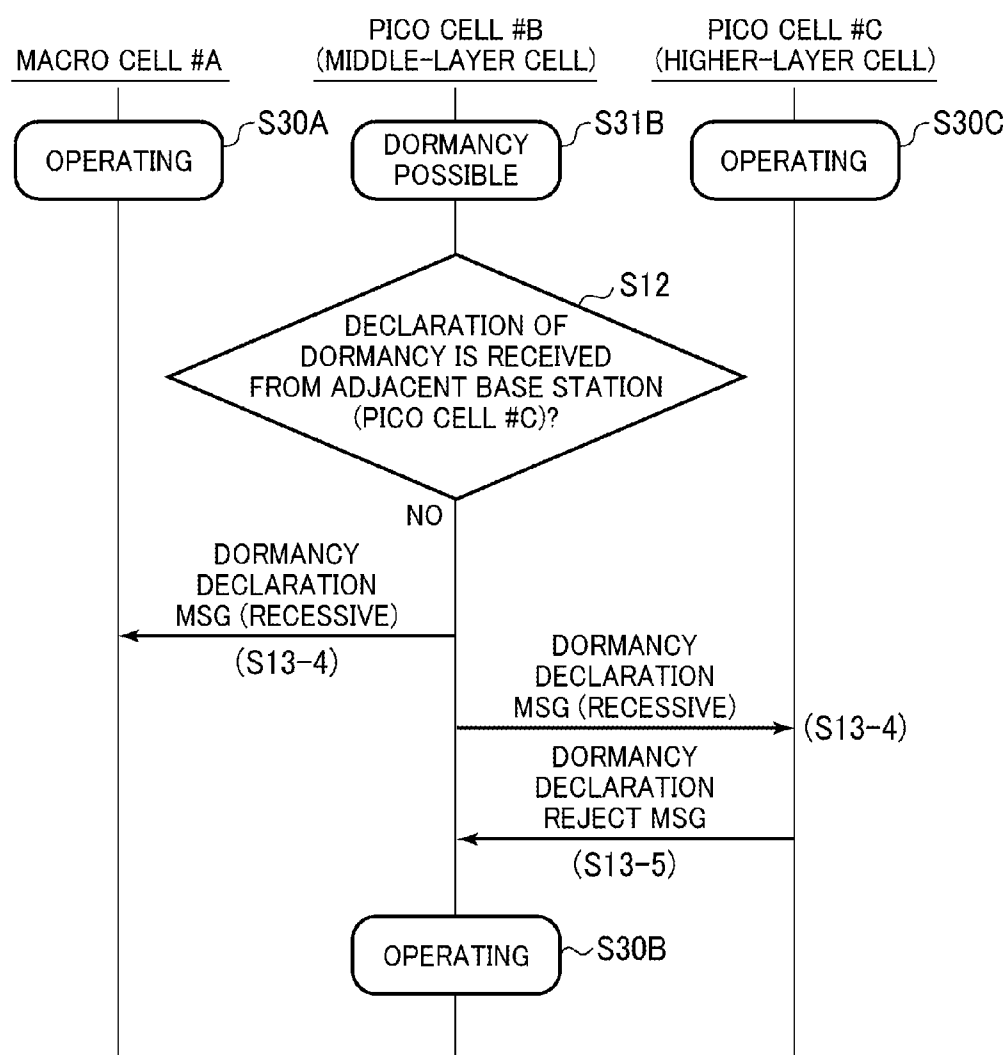 MACRO CELL #A
PICO CELL #B
(MIDDLE-LAYER CELL)
PICO CELL #C
(HIGHER-LAYER CELL)
OPERATING
S30A
DORMANCY
POSSIBLE
S31B
OPERATING
S30C
S12
DECLARATION OF
DORMANCY IS RECEIVED
FROM ADJACENT BASE STATION
(PICO CELL #C)?
NO
DORMANCY
DECLARATION
MSG (RECESSIVE)
(S13-4)
DORMANCY
DECLARATION
MSG (RECESSIVE)
(S13-4)
DORMANCY
DECLARATION
REJECT MSG
(S13-5)
OPERATING
S30B